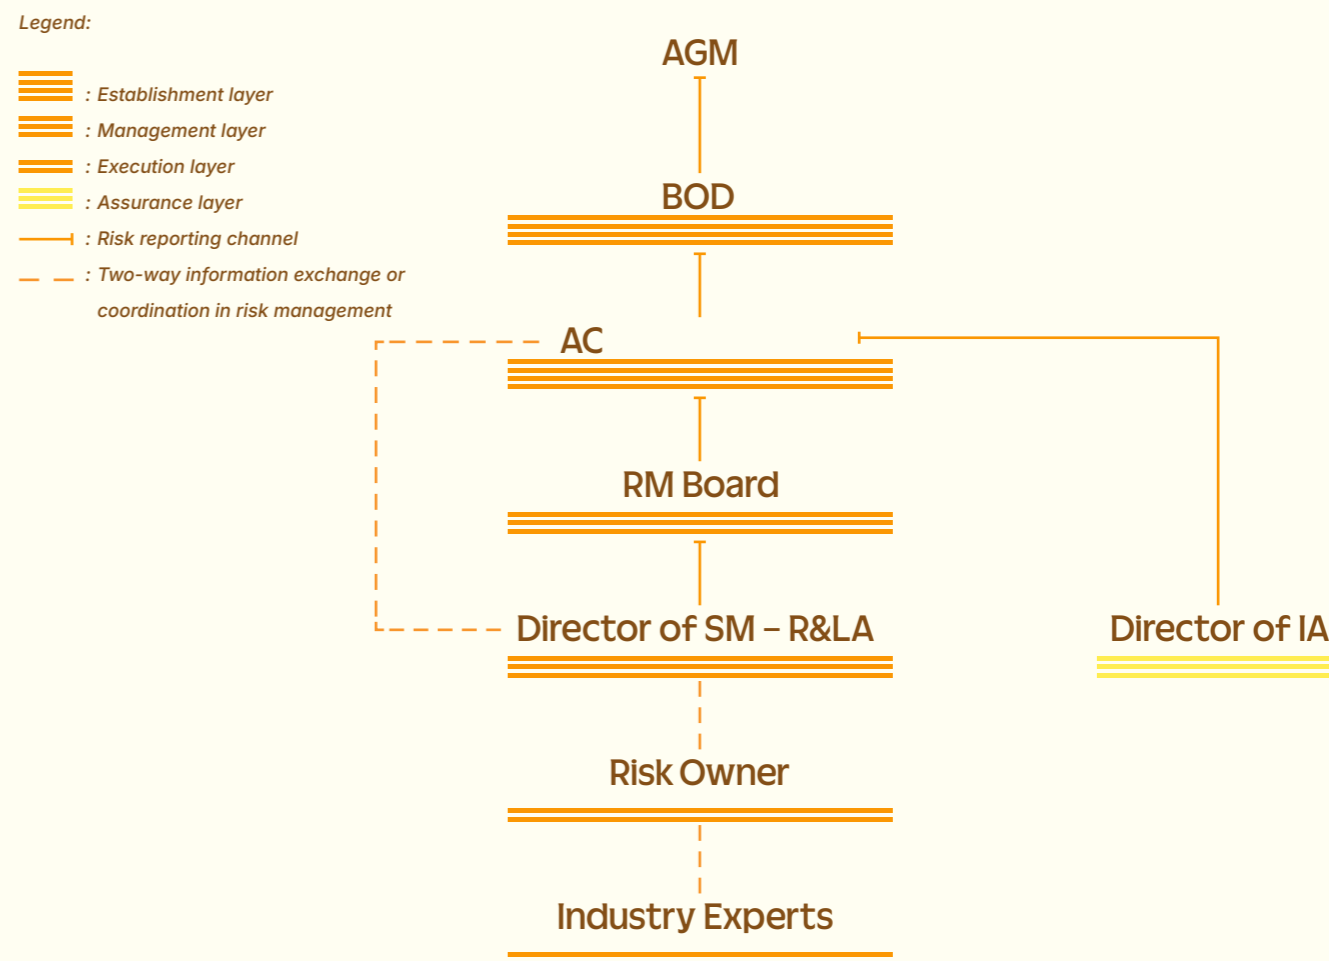 Legend:
: Establishment layer
: Management layer
: Execution layer
: Assurance layer
: Risk reporting channel
: Two-way information exchange or
coordination in risk management
AGM
BOD
AC
RM Board
Director of SM – R&LA
Director of IA
Risk Owner
Industry Experts